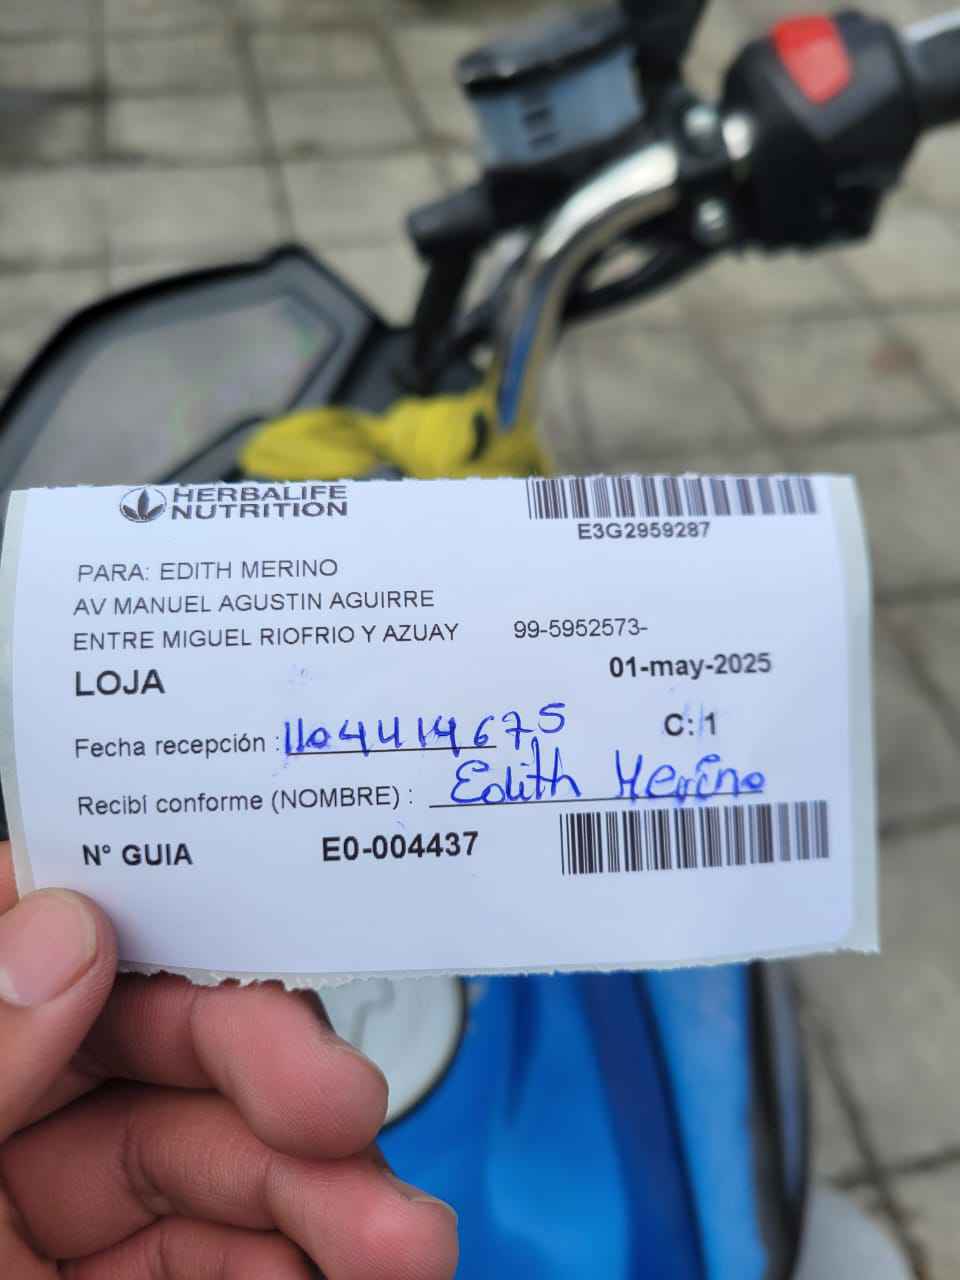 HERBALIFE
NUTRITION
E3G2959287
PARA: EDITH MERINO
AV MANUEL AGUSTIN AGUIRRE
ENTRE MIGUEL RIOFRIO Y AZUAY 99-5952573-
LOJA 01-may-2025
Fecha recepción : 1104414675 C: 1
Recibí conforme (NOMBRE) : Edith Merino
N° GUIA E0-004437